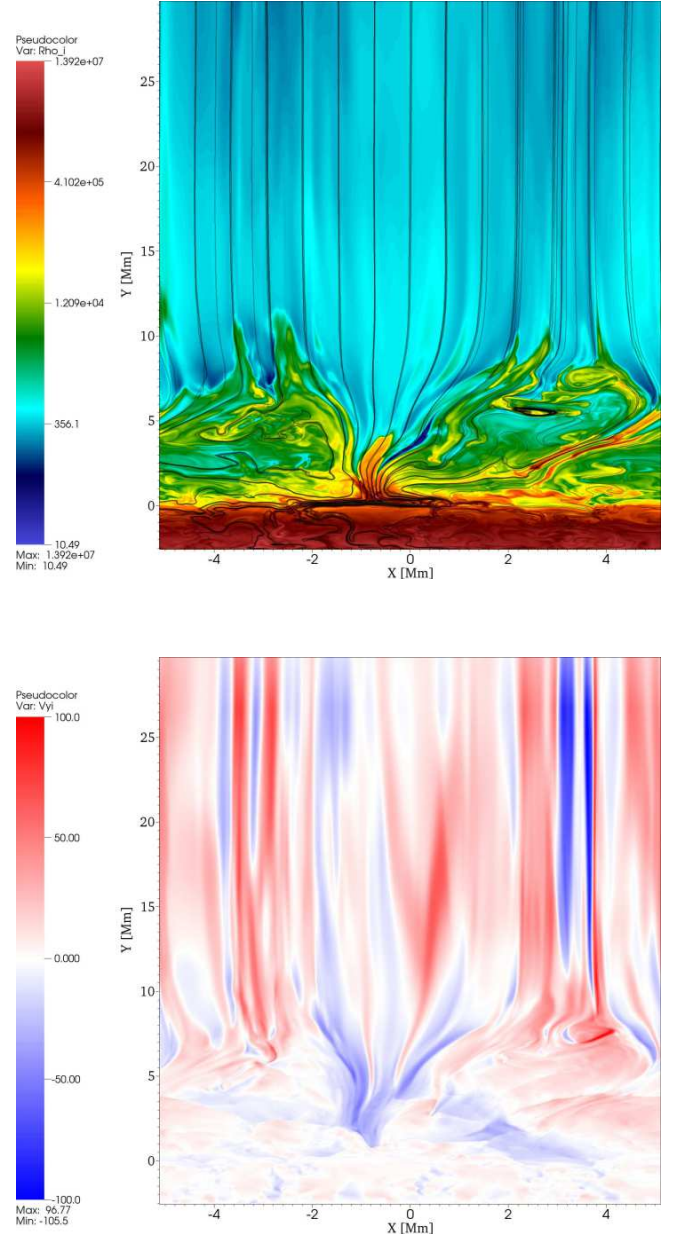 Pseudocolor
Var: Rho_i
1.392e+07
4.102e+05
1.209e+04
356.1
10.49
Max: 1.392e+07
Min: 10.49
Y [Mm]
25
20
15
10
5
0
-4
-2
0
2
4
X [Mm]
Pseudocolor
Var: Vyi
100.0
50.00
0.000
-50.00
-100.0
Max: 96.77
Min: -105.5
Y [Mm]
25
20
15
10
5
0
-4
-2
0
2
4
X [Mm]